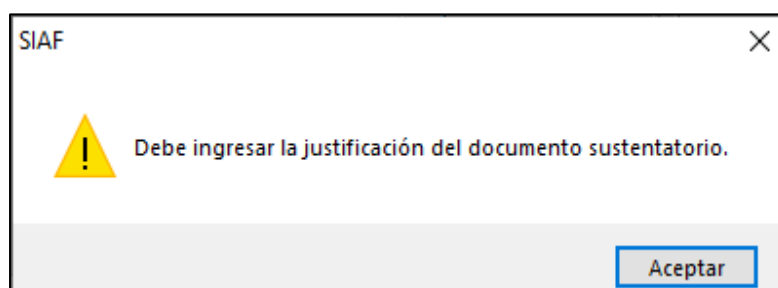 SIAF
Debe ingresar la justificación del documento sustentatorio.
Aceptar